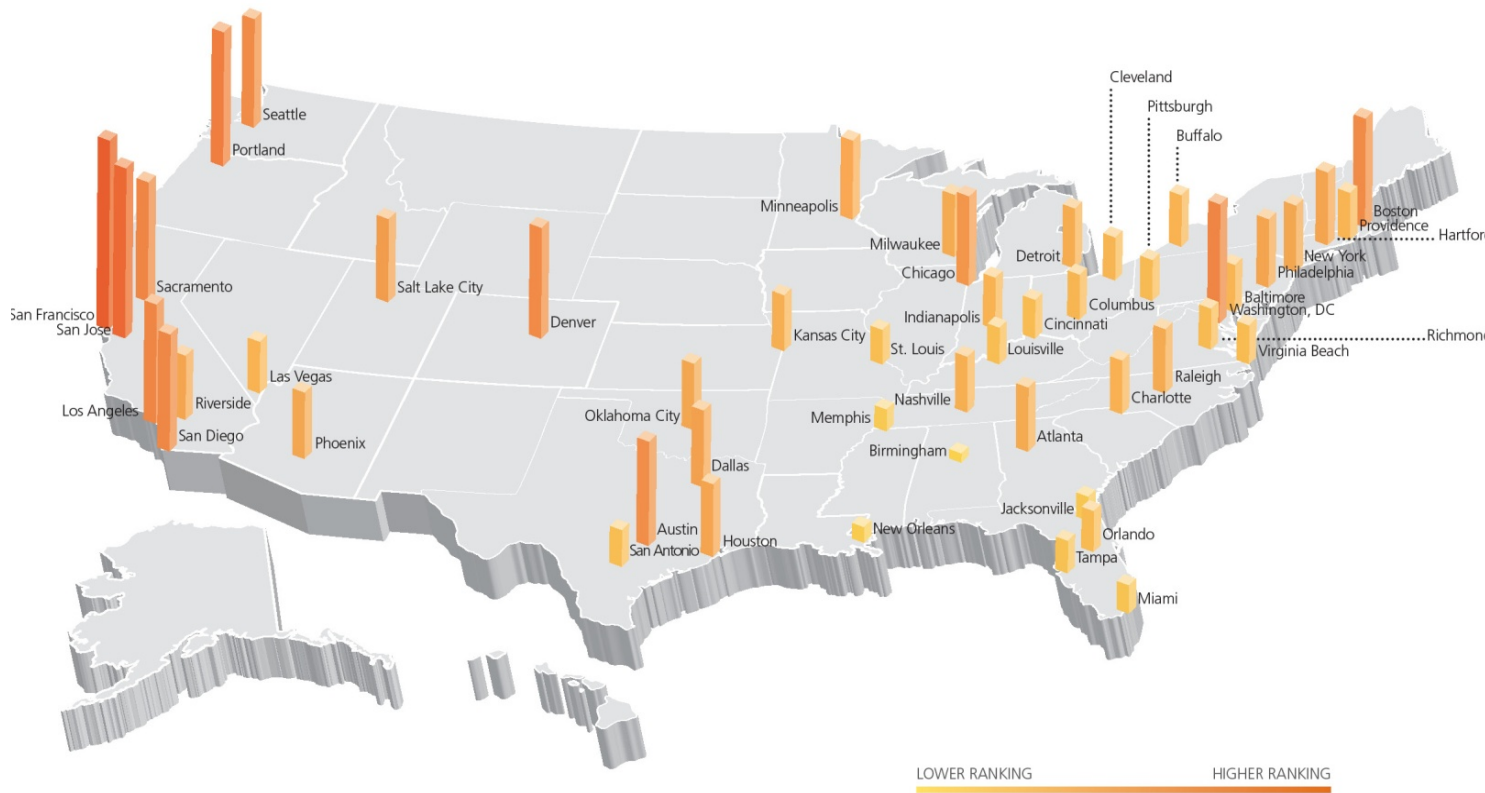 Cleveland
Pittsburgh
Buffalo
Seattle
Portland
Minneapolis
Milwaukee
Chicago
Detroit
Boston
Providence
Hartford
New York
Philadelphia
Sacramento
Salt Lake City
San Francisco
San Jose
Denver
Kansas City
Indianapolis
Columbus
Cincinnati
Baltimore
Washington, DC
Richmond
Virginia Beach
St. Louis
Louisville
Las Vegas
Riverside
Los Angeles
San Diego
Phoenix
Oklahoma City
Dallas
Memphis
Nashville
Raleigh
Charlotte
Birmingham
Atlanta
Austin
San Antonio
Houston
New Orleans
Jacksonville
Orlando
Tampa
Miami
LOWER RANKING
HIGHER RANKING